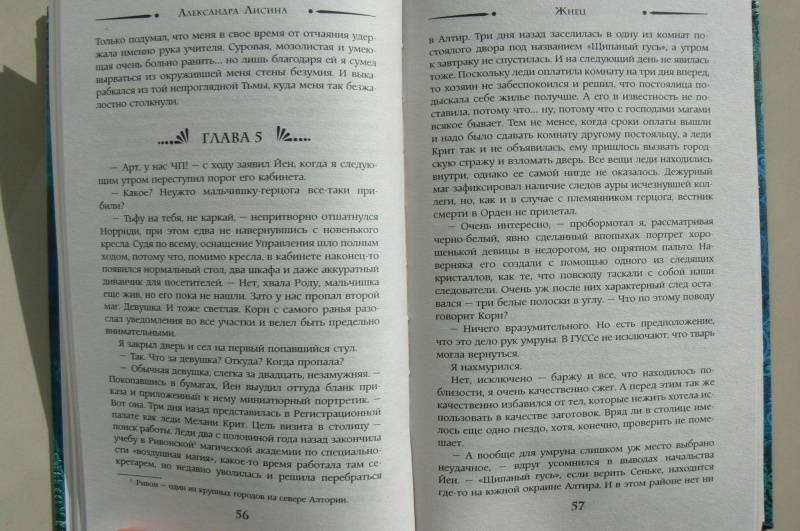 АЛЕКСАНДРА ЛИСИНА
Только подумал, что меня в свое время от отчаяния удер-
жала именно рука учителя. Суровая, мозолистая и умею-
щая очень больно ранить... но лишь благодаря ей я сумел
вырваться из окружившей меня стены безумия. И выка-
рабкался из той непроглядной Тьмы, куда меня так безжа-
лостно столкнули.
ГЛАВА 5
— Арт, у нас ЧП! — с ходу заявил Йен, когда я следую-
щим утром переступил порог его кабинета.
— Какое? Неужто мальчишку-герцога все-таки при-
били?
— Тьфу на тебя, не каркай, — непритворно отшатнулся
Норриди, при этом едва не навернувшись с новенького
кресла. Судя по всему, оснащение Управления шло полным
ходом, потому что, помимо кресла, в кабинете наконец-то
появился нормальный стол, два шкафа и даже аккуратный
диванчик для посетителей. — Нет, хвала Роду, мальчишка
еще жив, но его пока не нашли. Зато у нас пропал второй
маг. Девушка. И тоже светлая. Корн с самого ранья разо-
слал уведомления во все участки и велел быть предельно
внимательными.
Я закрыл дверь и сел на первый попавшийся стул.
— Так. Что за девушка? Откуда? Когда пропала?
— Обычная девушка, слегка за двадцать, незамужняя. —
Покопавшись в бумагах, Йен выудил оттуда бланк при-
каза и приложенный к нему миниатюрный портретик. —
Вот она. Три дня назад представилась в Регистрационной
палате как леди Мелани Крит. Цель визита в столицу —
поиск работы. Леди два с половиной года назад закончила
учебу в Ривонской¹ магической академии по специально-
сти «воздушная магия», какое-то время работала там се-
кретарем, но недавно уволилась и решила перебраться
¹ Ривон — один из крупных городов на севере Алтории.
56
ЖНЕЦ
в Алтир. Три дня назад заселилась в одну из комнат по-
стоялого двора под названием «Щипаный гусь», а утром
к завтраку не спустилась. И на следующий день не явилась
тоже. Поскольку леди оплатила комнату на три дня вперед,
то хозяин не забеспокоился и решил, что постоялица по-
дыскала себе жилье получше. А его в известность не по-
ставила, потому что... ну, потому что с господами магами
всякое бывает. Тем не менее, когда сроки оплаты вышли
и надо было сдавать комнату другому постояльцу, а леди
Крит так и не объявилась, ему пришлось вызвать город-
скую стражу и взломать дверь. Все вещи леди находились
внутри, однако ее самой нигде не оказалось. Дежурный
маг зафиксировал наличие следов ауры исчезнувшей кол-
леги, но, как и в случае с племянником герцога, вестник
смерти в Орден не прилетал.
— Очень интересно, — пробормотал я, рассматривая
черно-белый, явно сделанный впопыхах портрет хоро-
шенькой девицы в недорогом, но опрятном пальто. На-
верняка его создали с помощью одного из следящих
кристаллов, как те, что повсюду таскали с собой наши
следователи. Очень уж после них характерный след оста-
вался — три белые полоски в углу. — Что по этому поводу
говорит Корн?
— Ничего вразумительного. Но есть предположение,
что это дело рук умруна. В ГУССе не исключают, что тварь
могла вернуться.
Я нахмурился.
Нет, исключено — баржу и все, что находилось по-
близости, я очень качественно сжег. А перед этим так же
качественно избавился от тел, которые нежить хотела ис-
пользовать в качестве заготовок. Вряд ли в столице име-
лось еще одно гнездо, хотя, конечно, проверить не поме-
шает.
— А вообще для умруна слишком уж место выбрано
неудачное, — вдруг усомнился в выводах начальства
Йен. — «Щипаный гусь», если верить Сеньке, находится
где-то на южной окраине Алтира. И в этом районе нет ни
57